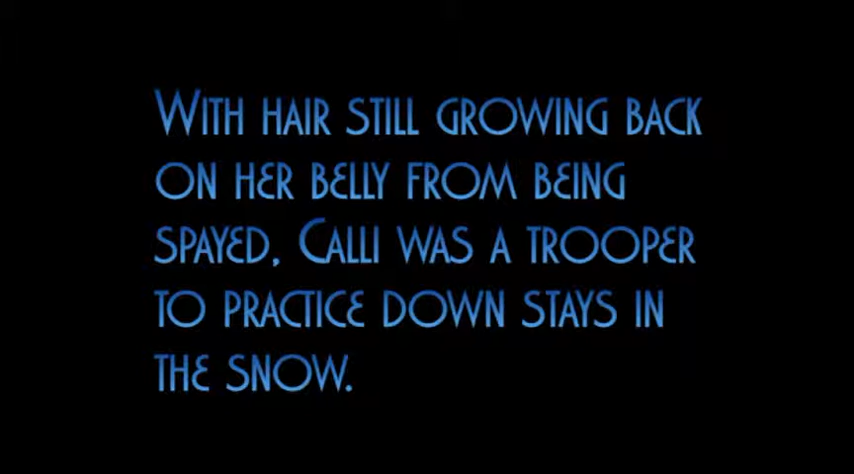 With hair still growing back
on her belly from being
spayed, Calli was a trooper
to practice down stays in
the snow.